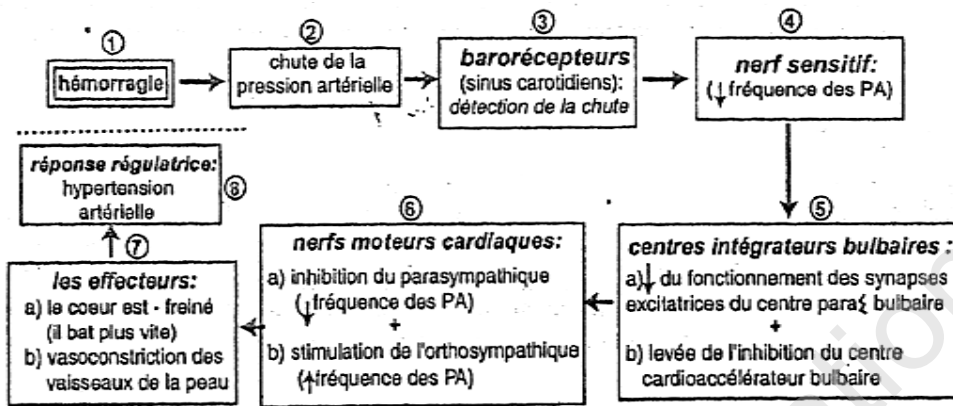 ①
hémorragie
②
chute de la
pression artérielle
③
barorécepteurs
(sinus carotidiens):
détection de la chute
④
nerf sensitif:
(↓fréquence des PA)
⑤
centres intégrateurs bulbaires :
a)↓ du fonctionnement des synapses
excitatrices du centre para{ bulbaire
+
b) levée de l'inhibition du centre
cardioaccélérateur bulbaire
⑥
nerfs moteurs cardiaques:
a) inhibition du parasympathique
(↓fréquence des PA)
+
b) stimulation de l'orthosympathique
(↑fréquence des PA)
⑦
les effecteurs:
a) le coeur est - freiné
(il bat plus vite)
b) vasoconstriction des
vaisseaux de la peau
⑧
réponse régulatrice:
hypertension
artérielle